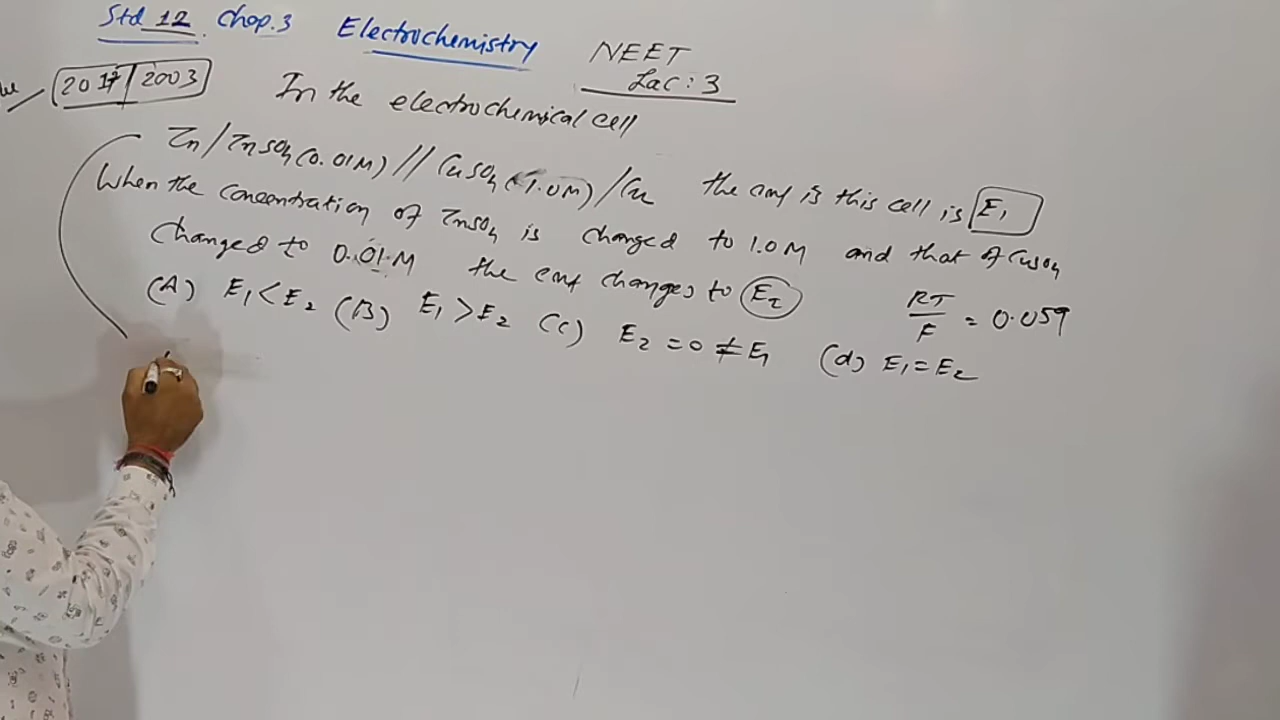 Std 12 Chap.3 Electrochemistry NEET
Lac: 3
2017 | 2003 In the electrochemical cell
Zn/ZnSO4 (0.01M) // CuSO4 (1.0M) /Cu the emf is this cell is E1
When the concentration of ZnSO4 is changed to 1.0M and that of CuSO4
changed to 0.01M the emf changes to E2
RT/F = 0.059
(A) E1 < E2 (B) E1 > E2 (C) E2 = 0 ≠ E1 (d) E1 = E2